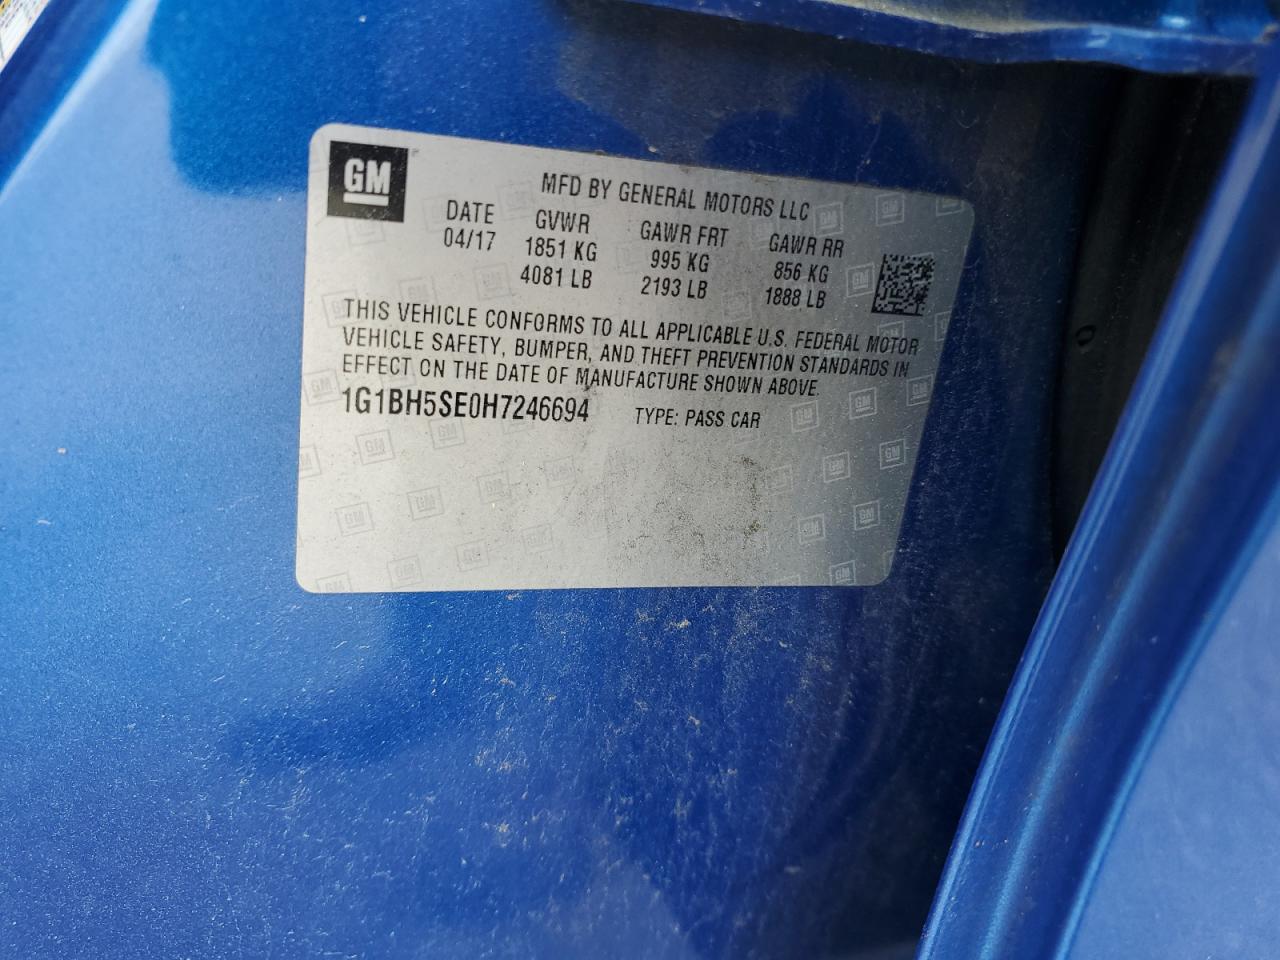 GM
MFD BY GENERAL MOTORS LLC
DATE GVWR GAWR FRT GAWR RR
04/17 1851 KG 995 KG 856 KG
4081 LB 2193 LB 1888 LB
THIS VEHICLE CONFORMS TO ALL APPLICABLE U.S. FEDERAL MOTOR
VEHICLE SAFETY, BUMPER, AND THEFT PREVENTION STANDARDS IN
EFFECT ON THE DATE OF MANUFACTURE SHOWN ABOVE.
1G1BH5SE0H7246694 TYPE: PASS CAR